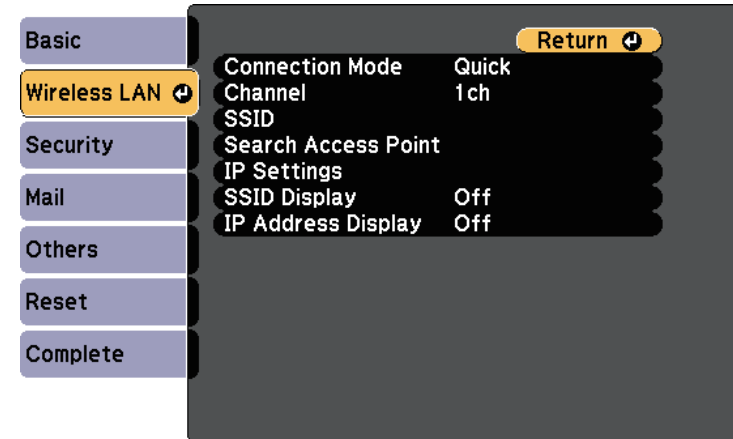 Basic
Wireless LAN
Security
Mail
Others
Reset
Complete
Return
Connection Mode Quick
Channel 1ch
SSID
Search Access Point
IP Settings
SSID Display Off
IP Address Display Off